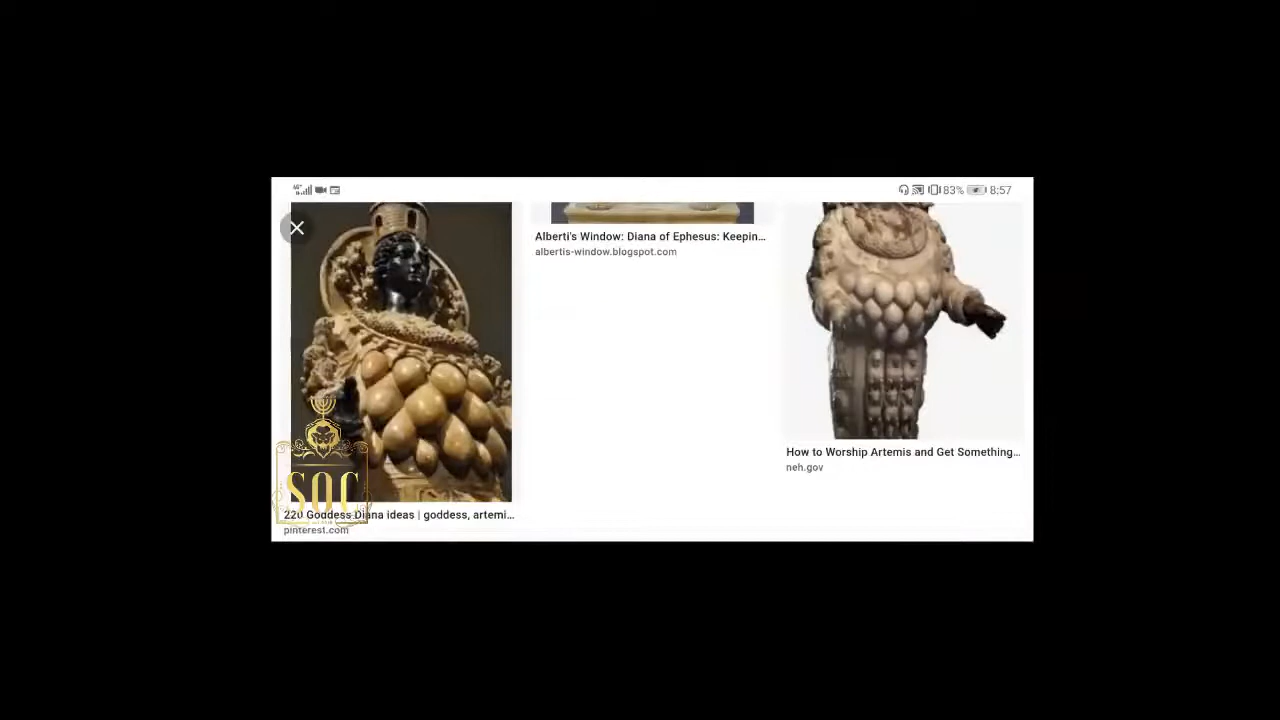 83% 8:57
Alberti's Window: Diana of Ephesus: Keepin...
albertis-window.blogspot.com
How to Worship Artemis and Get Something...
neh.gov
SOC
220 Goddess Diana ideas | goddess, artemi...
pinterest.com